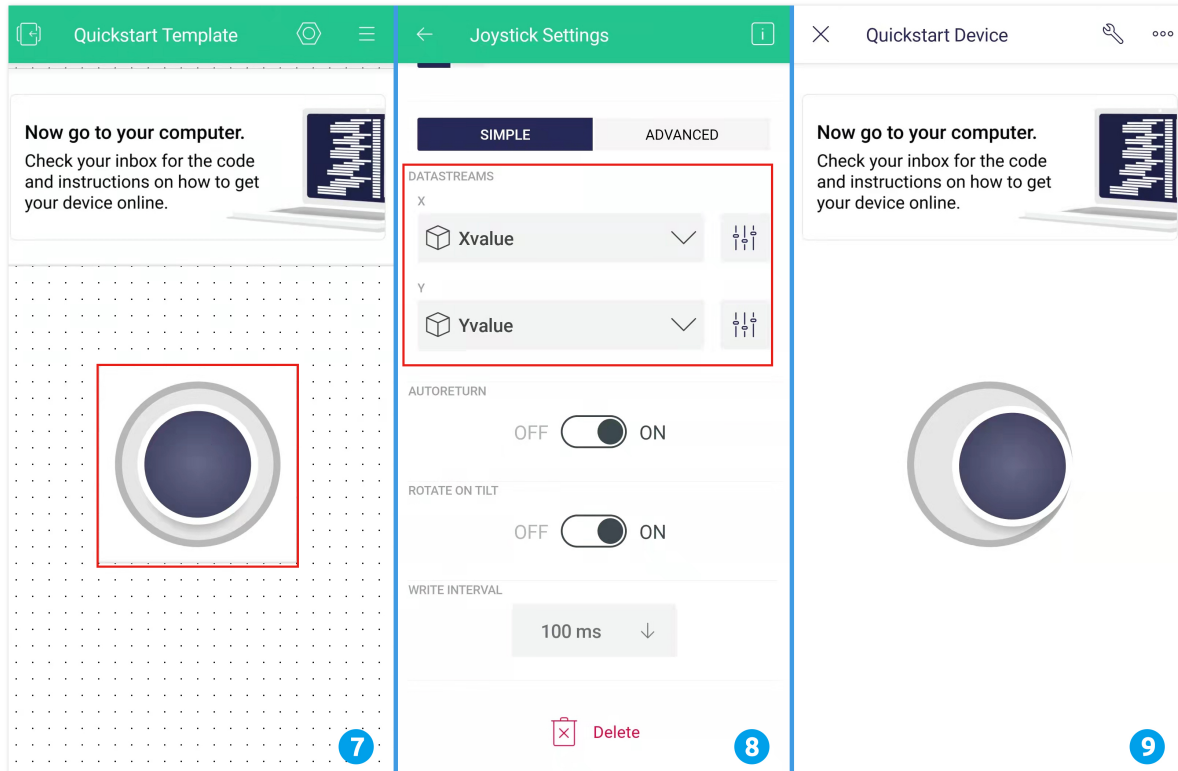 Quickstart Template
Now go to your computer.
Check your inbox for the code
and instructions on how to get
your device online.
7
Joystick Settings
i
SIMPLE
ADVANCED
DATASTREAMS
X
Xvalue
Y
Yvalue
AUTORETURN
OFF
ON
ROTATE ON TILT
OFF
ON
WRITE INTERVAL
100 ms
Delete
8
Quickstart Device
Now go to your computer.
Check your inbox for the code
and instructions on how to get
your device online.
9